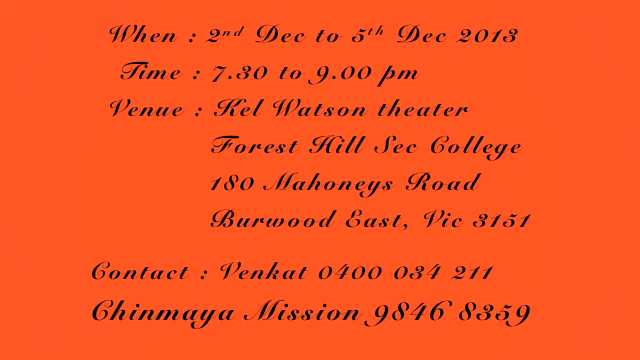 When : 2nd Dec to 5th Dec 2013
Time : 7.30 to 9.00 pm
Venue : Kel Watson theater
Forest Hill Sec College
180 Mahoneys Road
Burwood East, Vic 3151
Contact : Venkat 0400 034 211
Chinmaya Mission 9846 8359